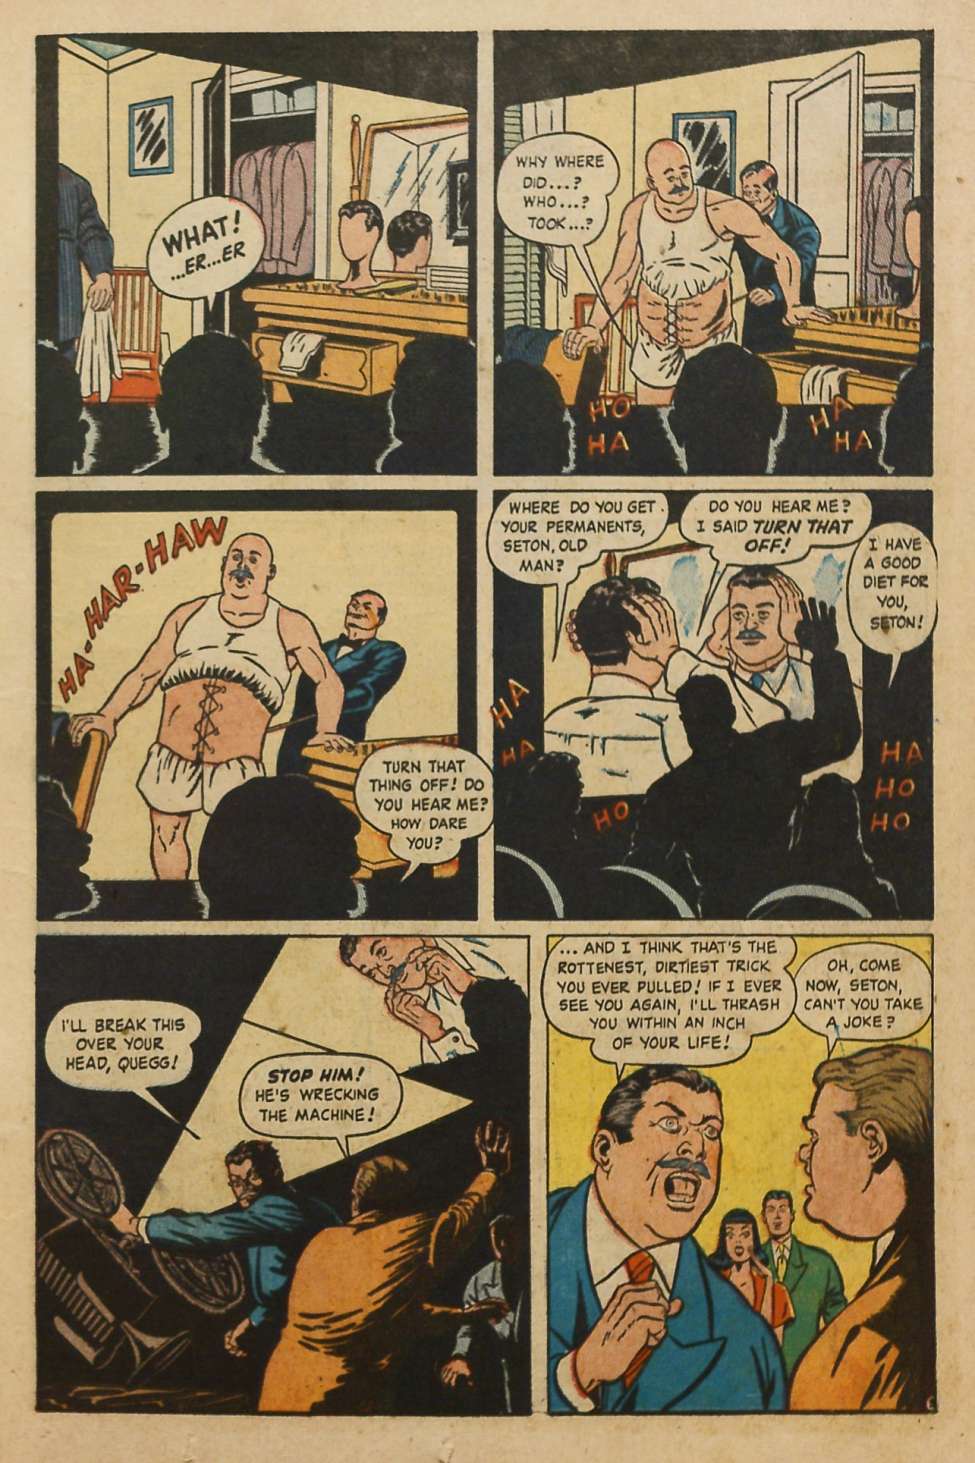 WHAT!
...ER...ER
WHY WHERE
DID...?
WHO...?
TOOK...?
HO
HA
HA
HA
HA-HAR-HAW
TURN THAT
THING OFF! DO
YOU HEAR ME?
HOW DARE
YOU?
WHERE DO YOU GET
YOUR PERMANENTS,
SETON, OLD
MAN?
DO YOU HEAR ME?
I SAID TURN THAT
OFF!
I HAVE
A GOOD
DIET FOR
YOU,
SETON!
HA
HA
HO
HA
HO
HO
I'LL BREAK THIS
OVER YOUR
HEAD, QUEGG!
STOP HIM!
HE'S WRECKING
THE MACHINE!
... AND I THINK THAT'S THE
ROTTENEST, DIRTIEST TRICK
YOU EVER PULLED! IF I EVER
SEE YOU AGAIN, I'LL THRASH
YOU WITHIN AN INCH
OF YOUR LIFE!
OH, COME
NOW, SETON,
CAN'T YOU TAKE
A JOKE?
6